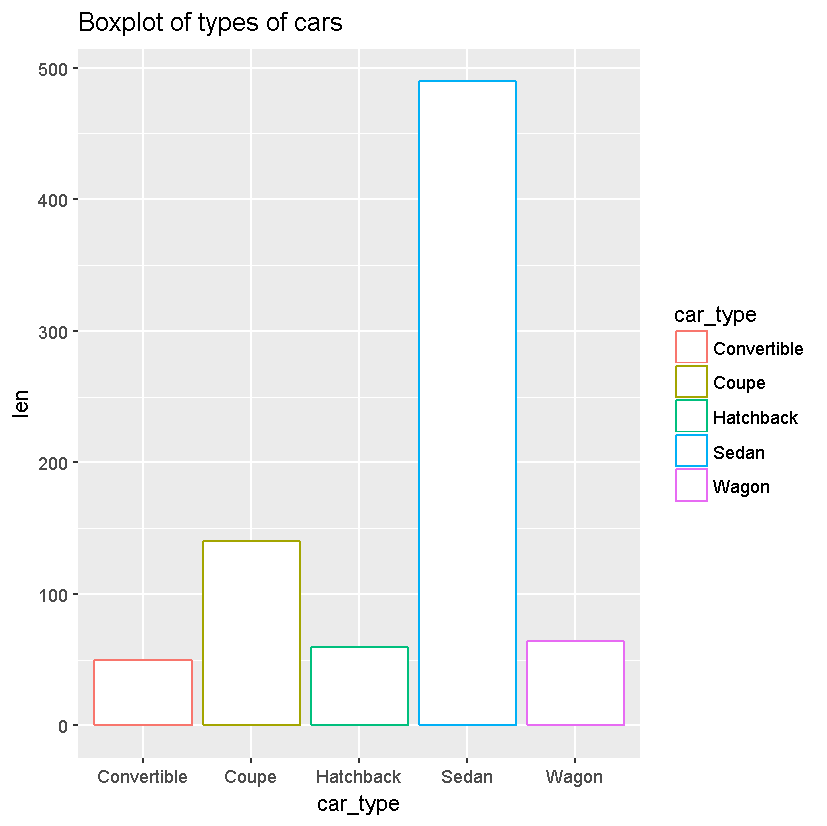 Boxplot of types of cars
500
400
300
200
100
0
len
Convertible
Coupe
Hatchback
Sedan
Wagon
car_type
car_type
Convertible
Coupe
Hatchback
Sedan
Wagon